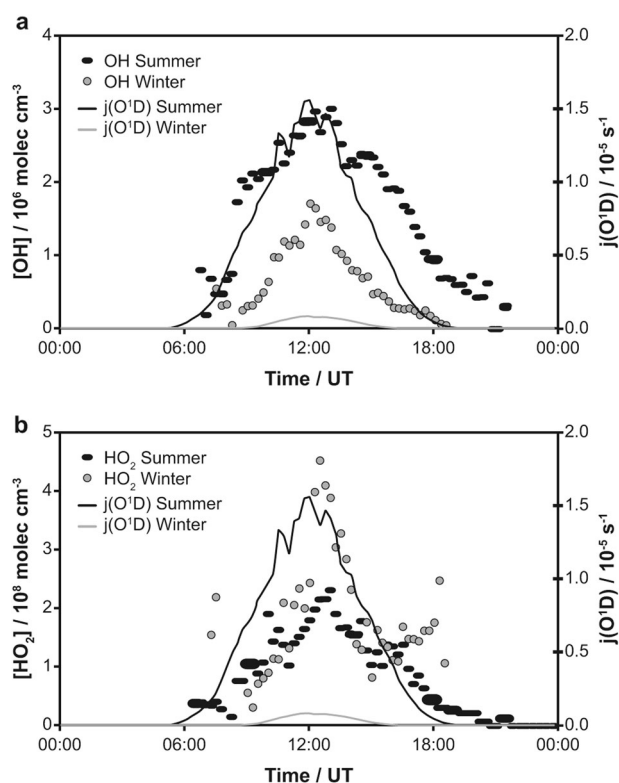 a
4
3
2
1
0
[OH] / 10⁶ molec cm⁻³
OH Summer
OH Winter
j(O¹D) Summer
j(O¹D) Winter
2.0
1.5
1.0
0.5
0.0
j(O¹D) / 10⁻⁵ s⁻¹
00:00 06:00 12:00 18:00 00:00
Time / UT
b
5
4
3
2
1
0
[HO₂] / 10⁸ molec cm⁻³
HO₂ Summer
HO₂ Winter
j(O¹D) Summer
j(O¹D) Winter
2.0
1.5
1.0
0.5
0.0
j(O¹D) / 10⁻⁵ s⁻¹
00:00 06:00 12:00 18:00 00:00
Time / UT